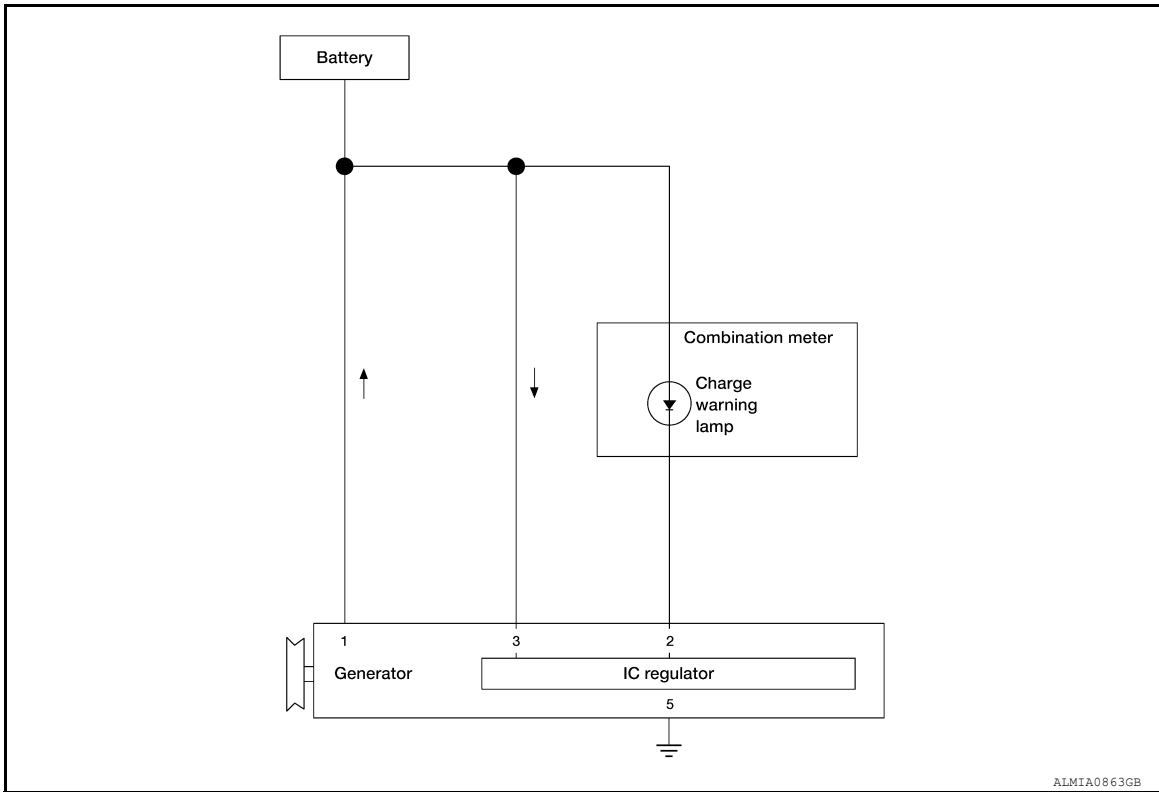 Battery
Combination meter
Charge
warning
lamp
1
3
2
Generator
IC regulator
5
ALMIA0863GB